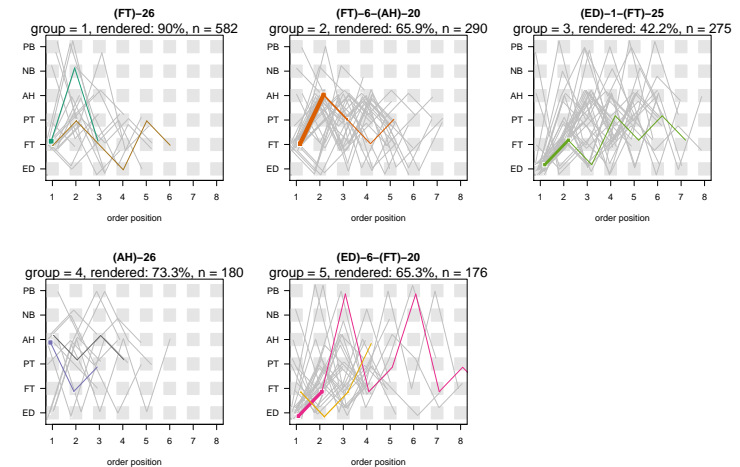 (FT)−26
group = 1, rendered: 90%, n = 582
PB
NB
AH
PT
FT
ED
1 2 3 4 5 6 7 8
order position
(FT)−6−(AH)−20
group = 2, rendered: 65.9%, n = 290
PB
NB
AH
PT
FT
ED
1 2 3 4 5 6 7 8
order position
(ED)−1−(FT)−25
group = 3, rendered: 42.2%, n = 275
PB
NB
AH
PT
FT
ED
1 2 3 4 5 6 7 8
order position
(AH)−26
group = 4, rendered: 73.3%, n = 180
PB
NB
AH
PT
FT
ED
1 2 3 4 5 6 7 8
order position
(ED)−6−(FT)−20
group = 5, rendered: 65.3%, n = 176
PB
NB
AH
PT
FT
ED
1 2 3 4 5 6 7 8
order position